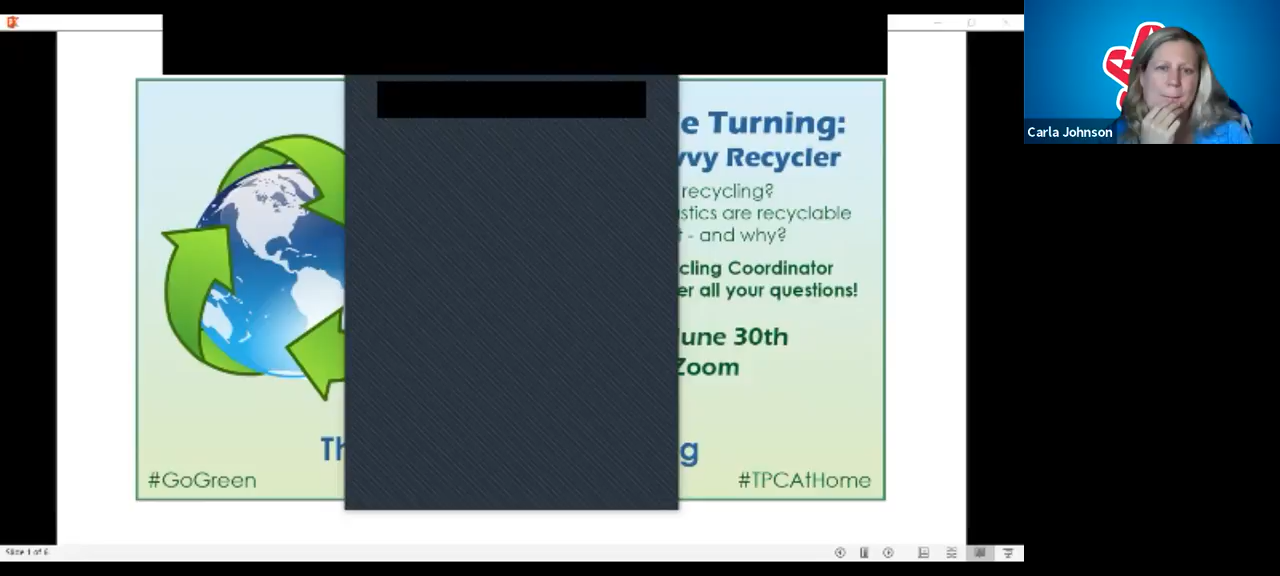 e Turning:
vvy Recycler
recycling?
stics are recyclable
t - and why?
cling Coordinator
er all your questions!
une 30th
Zoom
Th
g
#GoGreen
#TPCAtHome
Carla Johnson
Slide 1 of 6